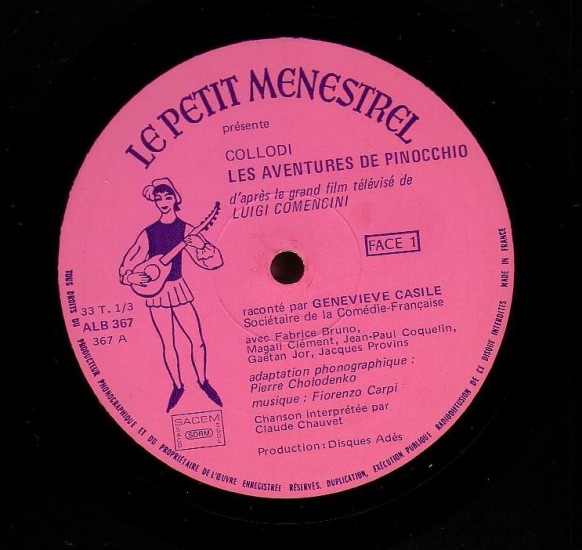 LE PETIT MENESTREL
présente
COLLODI
LES AVENTURES DE PINOCCHIO
d'après le grand film télévisé de
LUIGI COMENCINI
FACE 1
33 T. 1/3
ALB 367
367 A
raconté par GENEVIEVE CASILE
Sociétaire de la Comédie-Française
avec Fabrice Bruno,
Magali Clément, Jean-Paul Coquelin,
Gaëtan Jor, Jacques Provins
adaptation phonographique :
Pierre Cholodenko
musique : Fiorenzo Carpi
Chanson interprétée par
Claude Chauvet
Production : Disques Adès
SACEM
SACD
SDRM
SGDL
TOUS DROITS DU PRODUCTEUR PHONOGRAPHIQUE ET DU PROPRIÉTAIRE DE L'ŒUVRE ENREGISTRÉE RÉSERVÉS. DUPLICATION, EXÉCUTION PUBLIQUE RADIODIFFUSION DE CE DISQUE INTERDITES MADE IN FRANCE